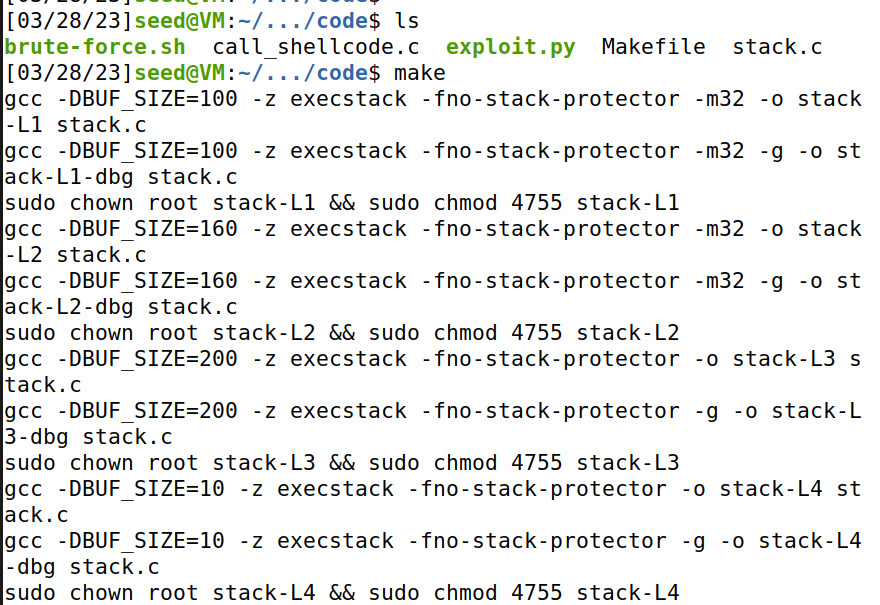 [03/28/23]seed@VM:~/.../code$ ls
brute-force.sh  call_shellcode.c  exploit.py  Makefile  stack.c
[03/28/23]seed@VM:~/.../code$ make
gcc -DBUF_SIZE=100 -z execstack -fno-stack-protector -m32 -o stack
-L1 stack.c
gcc -DBUF_SIZE=100 -z execstack -fno-stack-protector -m32 -g -o st
ack-L1-dbg stack.c
sudo chown root stack-L1 && sudo chmod 4755 stack-L1
gcc -DBUF_SIZE=160 -z execstack -fno-stack-protector -m32 -o stack
-L2 stack.c
gcc -DBUF_SIZE=160 -z execstack -fno-stack-protector -m32 -g -o st
ack-L2-dbg stack.c
sudo chown root stack-L2 && sudo chmod 4755 stack-L2
gcc -DBUF_SIZE=200 -z execstack -fno-stack-protector -o stack-L3 s
tack.c
gcc -DBUF_SIZE=200 -z execstack -fno-stack-protector -g -o stack-L
3-dbg stack.c
sudo chown root stack-L3 && sudo chmod 4755 stack-L3
gcc -DBUF_SIZE=10 -z execstack -fno-stack-protector -o stack-L4 st
ack.c
gcc -DBUF_SIZE=10 -z execstack -fno-stack-protector -g -o stack-L4
-dbg stack.c
sudo chown root stack-L4 && sudo chmod 4755 stack-L4